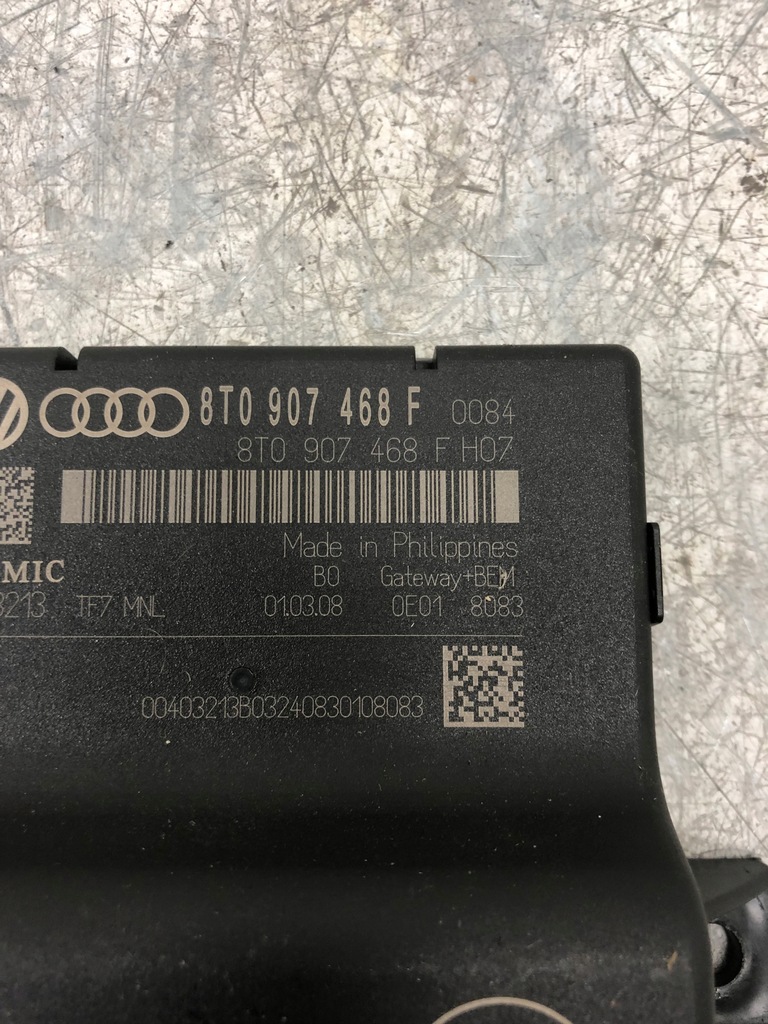 8T0 907 468 F 0084
8T0 907 468 F H07
Made in Philippines
MIC B0 Gateway+BEM
3213 TF7 MNL 01.03.08 0E01 8083
00403213B03240830108083